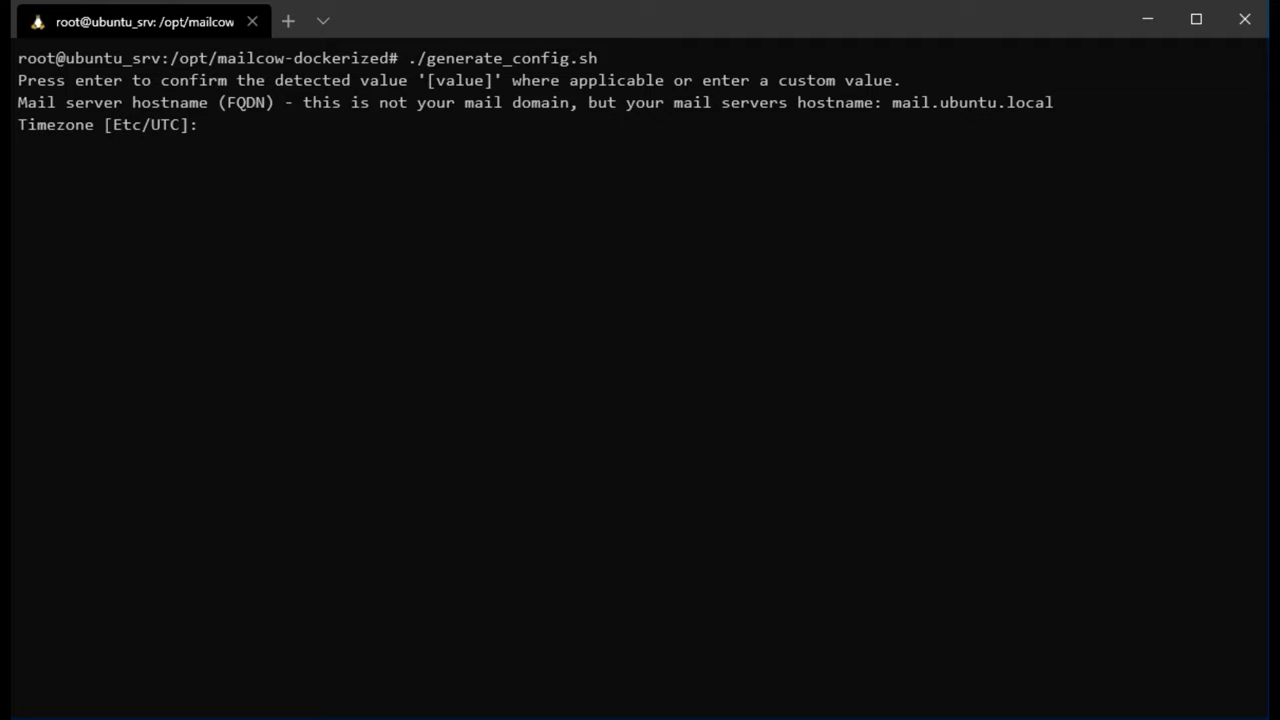 root@ubuntu_srv: /opt/mailcow
root@ubuntu_srv:/opt/mailcow-dockerized# ./generate_config.sh
Press enter to confirm the detected value '[value]' where applicable or enter a custom value.
Mail server hostname (FQDN) - this is not your mail domain, but your mail servers hostname: mail.ubuntu.local
Timezone [Etc/UTC]: